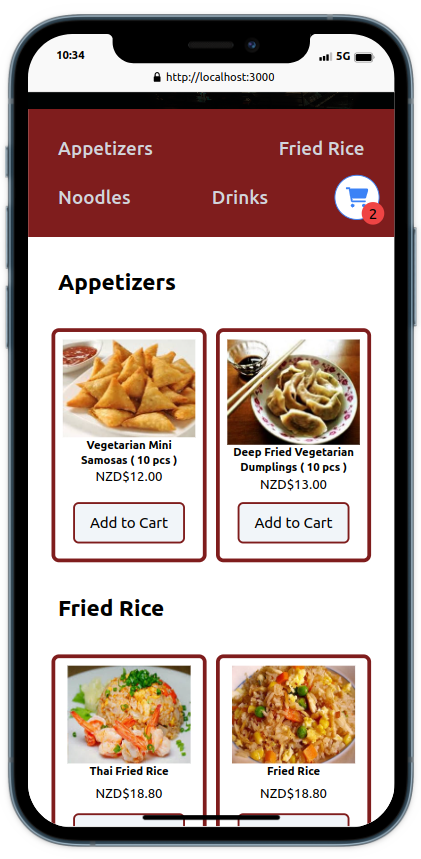 10:34
5G
http://localhost:3000
Appetizers
Fried Rice
Noodles
Drinks
2
Appetizers
Vegetarian Mini
Samosas ( 10 pcs )
NZD$12.00
Add to Cart
Deep Fried Vegetarian
Dumplings ( 10 pcs )
NZD$13.00
Add to Cart
Fried Rice
Thai Fried Rice
NZD$18.80
Fried Rice
NZD$18.80